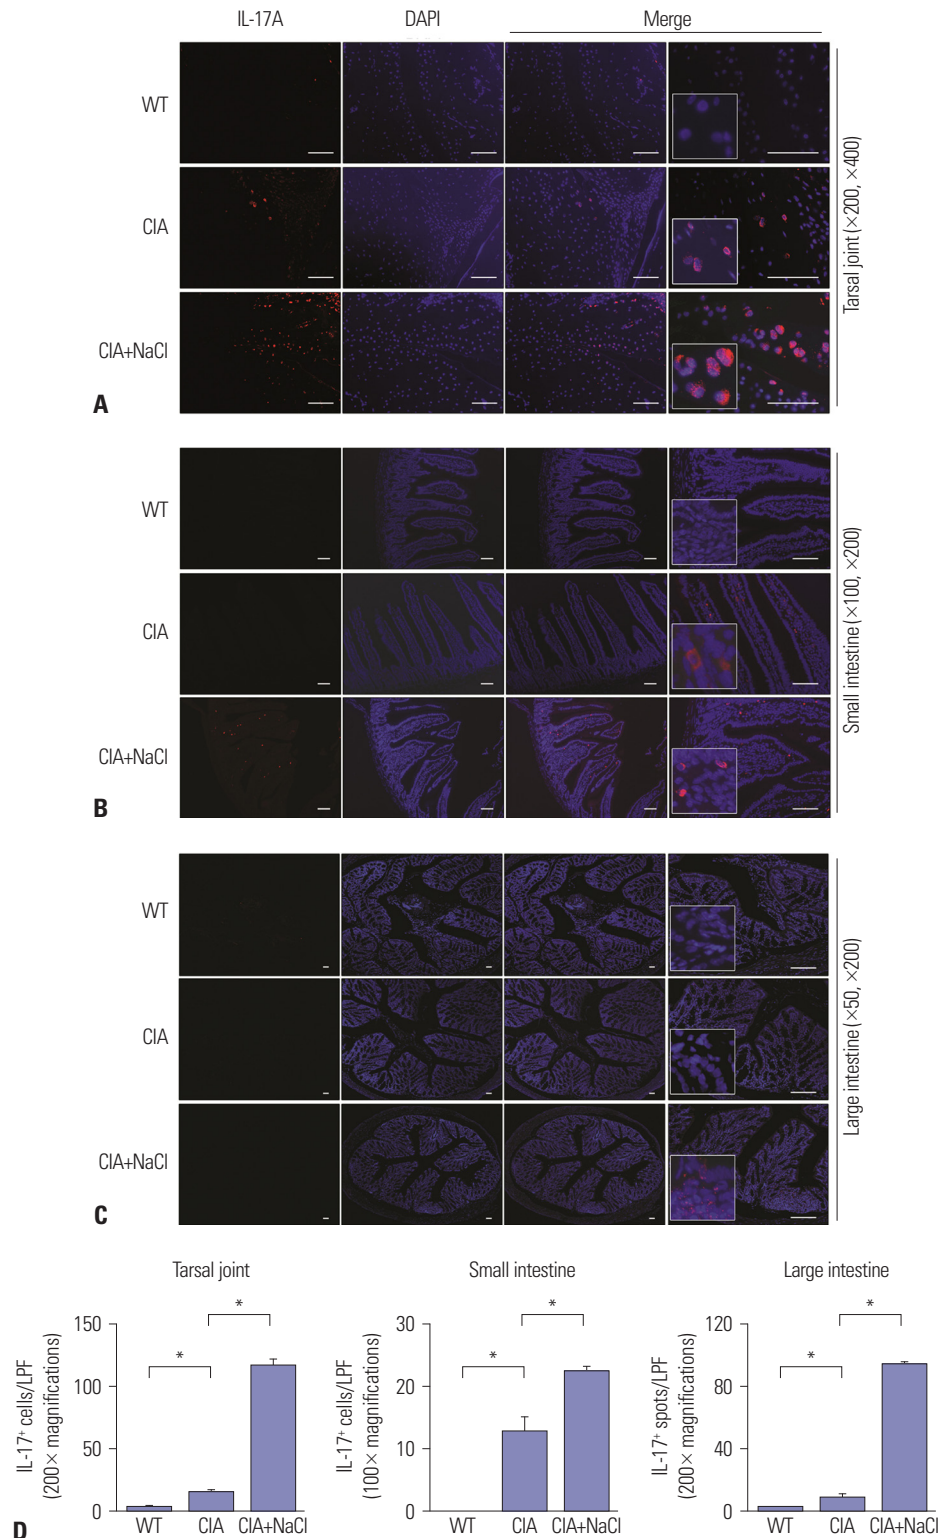 IL-17A DAPI Merge
WT
CIA
CIA+NaCl
Tarsal joint (×200, ×400)
A
WT
CIA
CIA+NaCl
Small intestine (×100, ×200)
B
WT
CIA
CIA+NaCl
Large intestine (×50, ×200)
C
Tarsal joint
IL-17+ cells/LPF
(200× magnifications)
150
100
50
0
* *
WT CIA CIA+NaCl
Small intestine
IL-17+ cells/LPF
(100× magnifications)
30
20
10
0
* *
WT CIA CIA+NaCl
Large intestine
IL-17+ spots/LPF
(200× magnifications)
120
80
40
0
* *
WT CIA CIA+NaCl
D